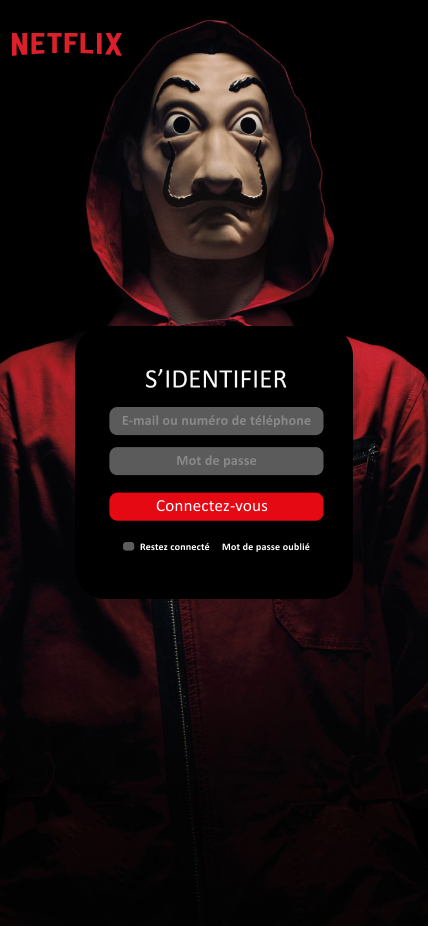 NETFLIX
S’IDENTIFIER
E-mail ou numéro de téléphone
Mot de passe
Connectez-vous
Restez connecté Mot de passe oublié